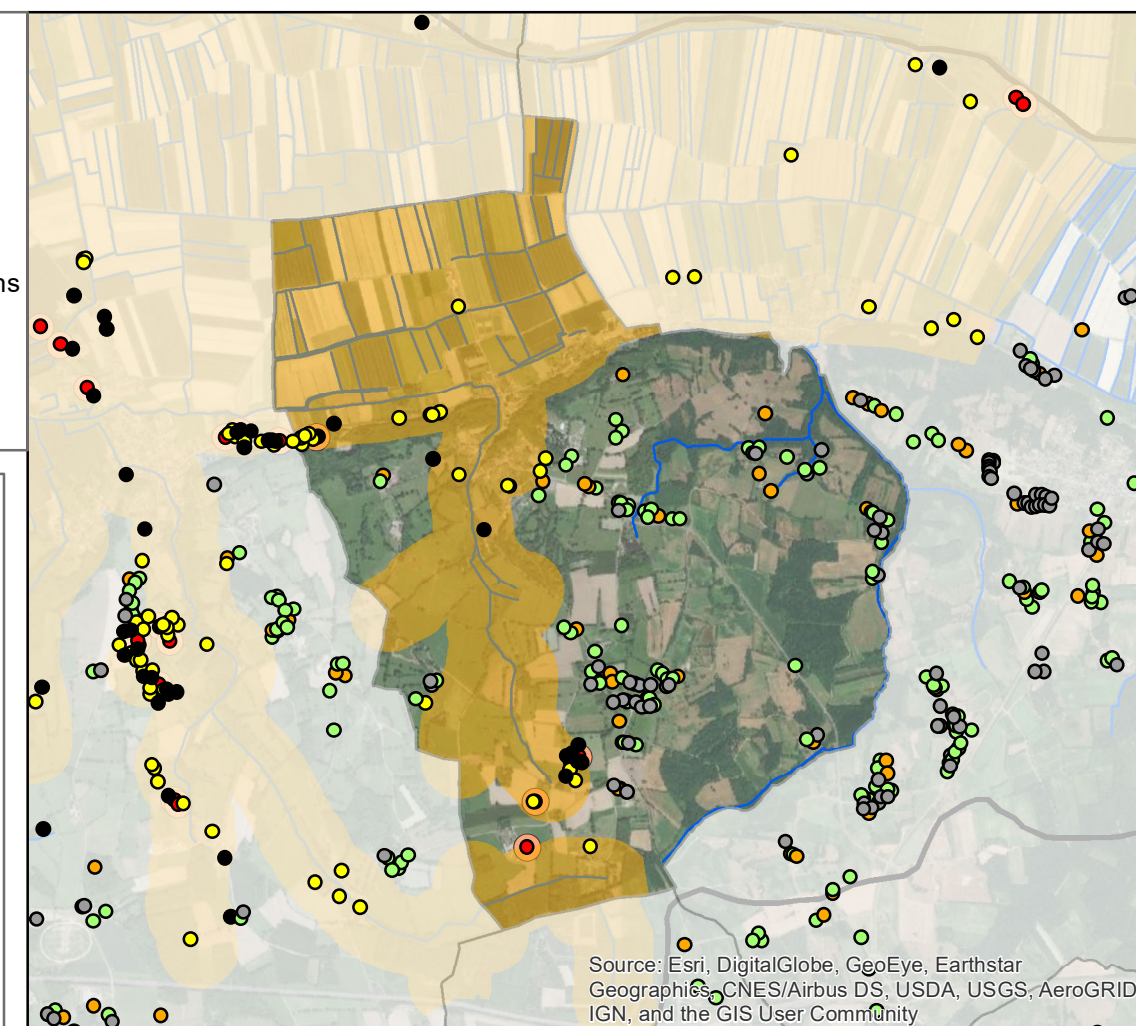 ns
Source: Esri, DigitalGlobe, GeoEye, Earthstar
Geographics, CNES/Airbus DS, USDA, USGS, AeroGRID
IGN, and the GIS User Community